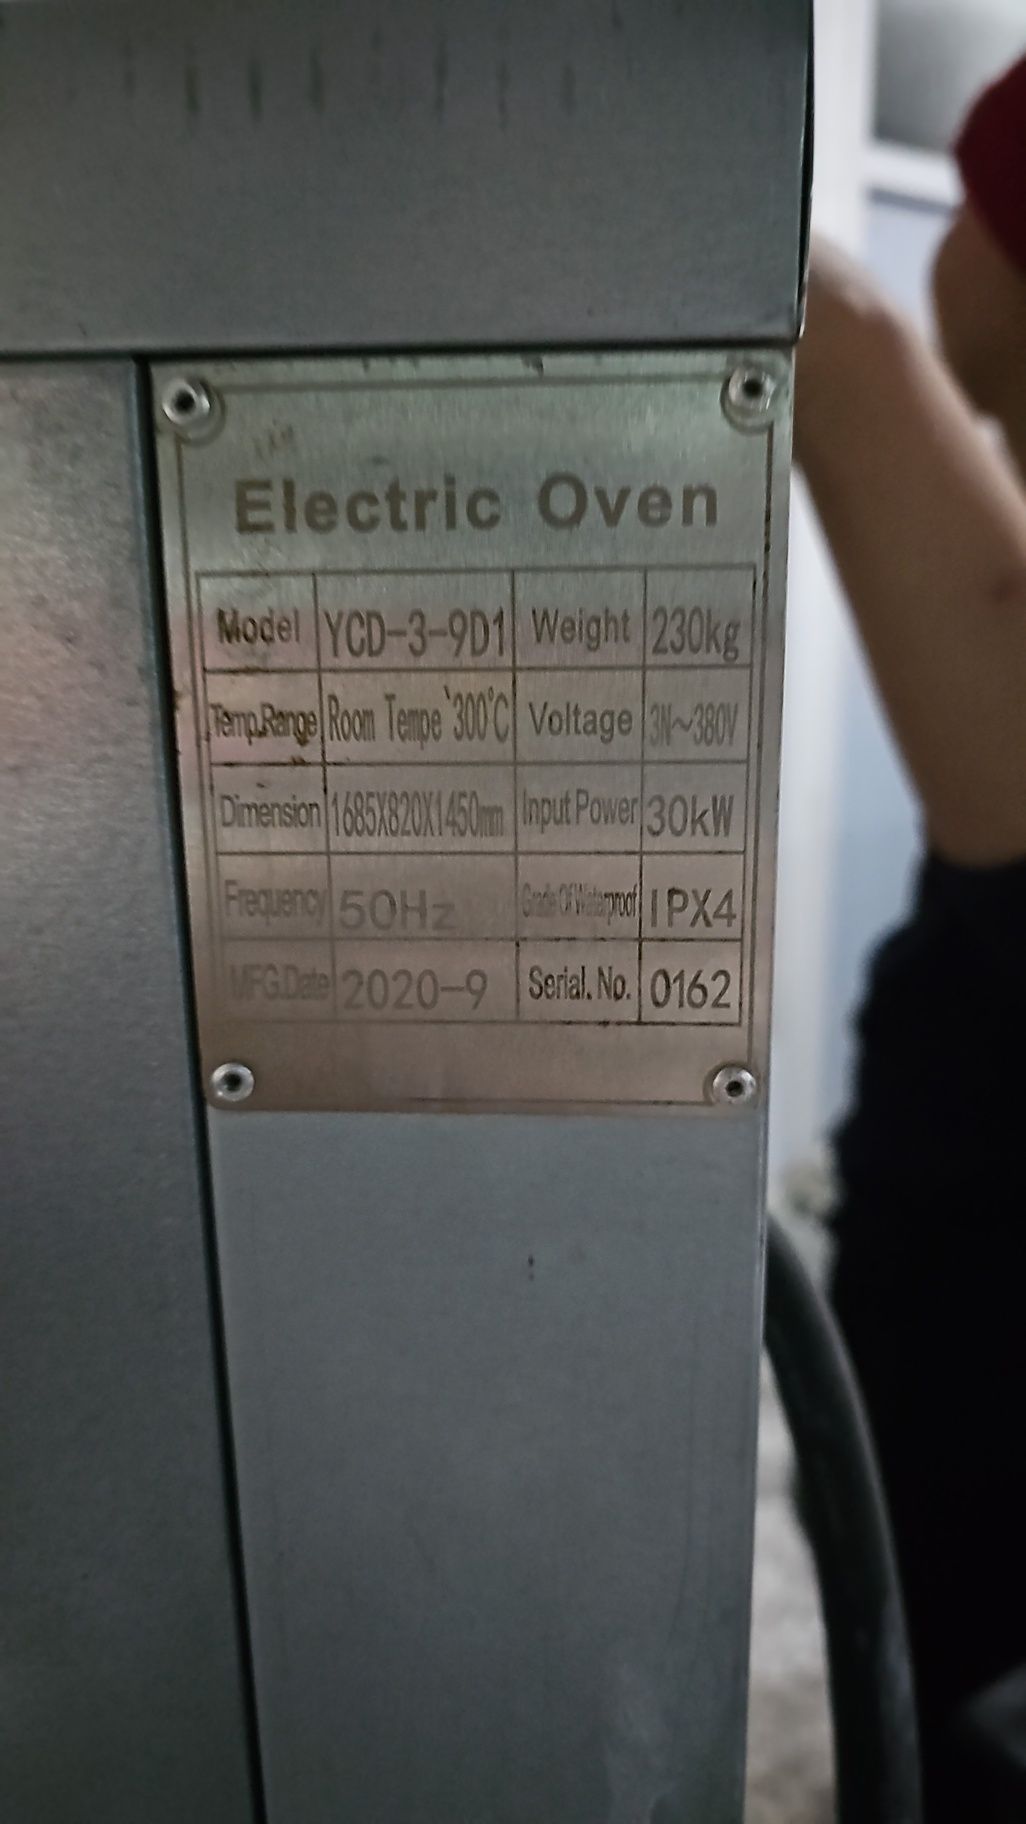 Electric Oven
Model YCD-3-9D1 Weight 230kg
Temp.Range Room Tempe`300℃ Voltage 3N~380V
Dimension 1685X820X1450mm Input Power 30kW
Frequency 50Hz Grade Of Waterproof IPX4
MFG.Date 2020-9 Serial. No. 0162